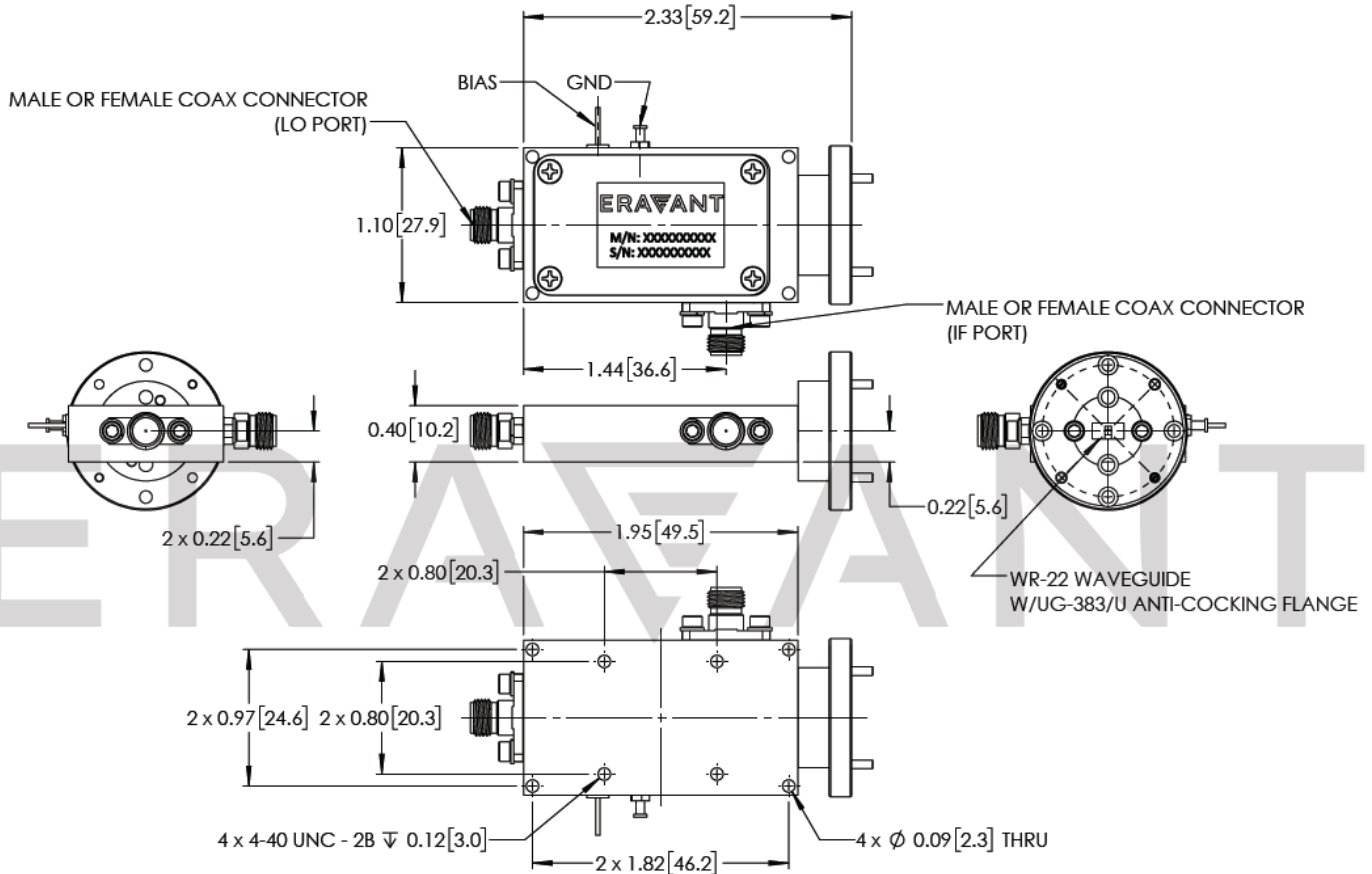 2.33[59.2]
BIAS
GND
MALE OR FEMALE COAX CONNECTOR
(LO PORT)
ERAVANT
M/N: XXXXXXXXXX
S/N: XXXXXXXXXX
1.10[27.9]
MALE OR FEMALE COAX CONNECTOR
(IF PORT)
1.44[36.6]
0.40[10.2]
2 x 0.22[5.6]
0.22[5.6]
ERAVANT
1.95[49.5]
2 x 0.80[20.3]
WR-22 WAVEGUIDE
W/UG-383/U ANTI-COCKING FLANGE
2 x 0.97[24.6]
2 x 0.80[20.3]
4 x 4-40 UNC - 2B ↧ 0.12[3.0]
4 x Ø 0.09[2.3] THRU
2 x 1.82[46.2]